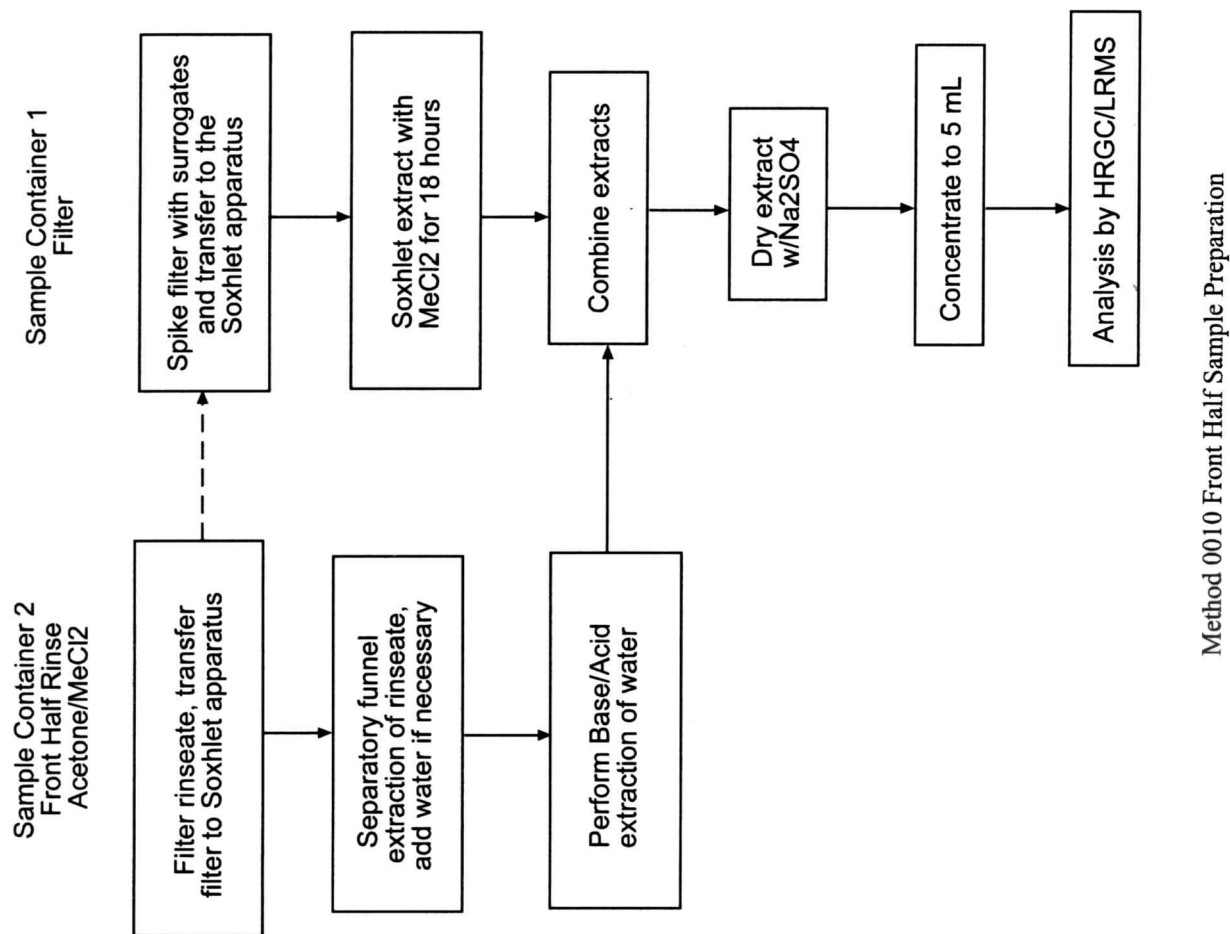 Sample Container 2
Front Half Rinse
Acetone/MeCl2
Filter rinseate, transfer
filter to Soxhlet apparatus
Separatory funnel
extraction of rinseate,
add water if necessary
Perform Base/Acid
extraction of water
Sample Container 1
Filter
Spike filter with surrogates
and transfer to the
Soxhlet apparatus
Soxhlet extract with
MeCl2 for 18 hours
Combine extracts
Dry extract
w/Na2SO4
Concentrate to 5 mL
Analysis by HRGC/LRMS
Method 0010 Front Half Sample Preparation